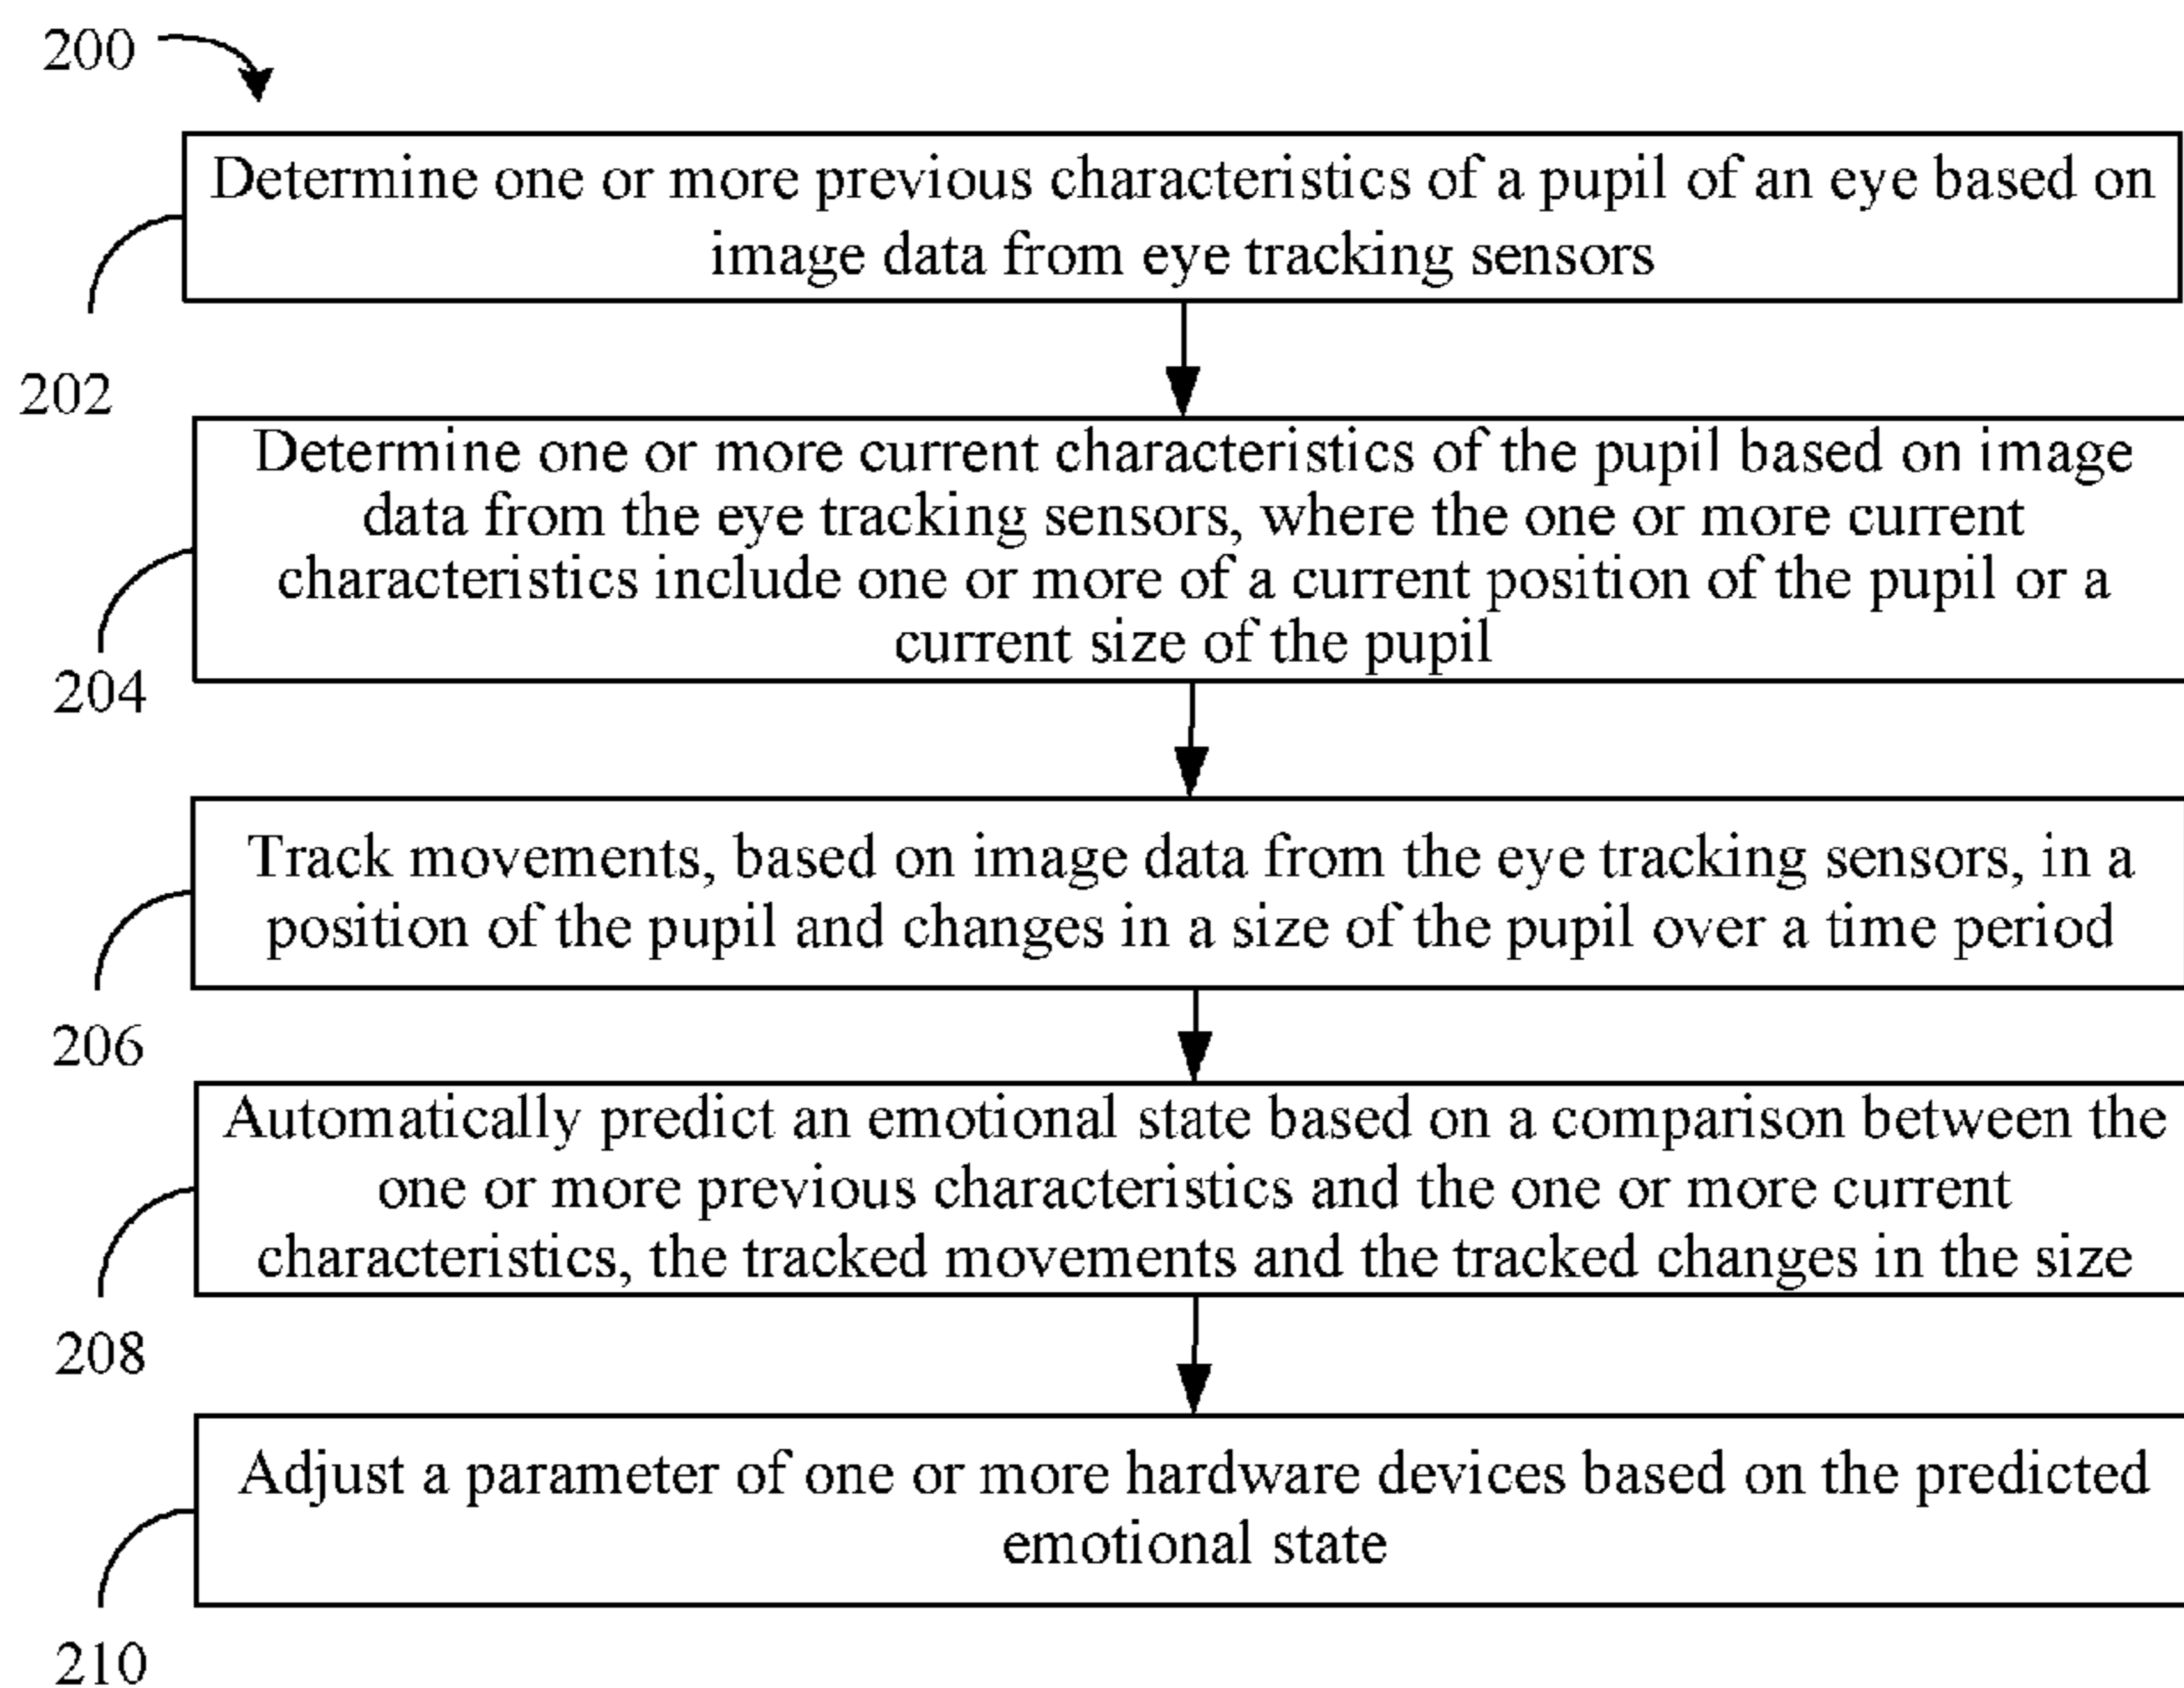 200
Determine one or more previous characteristics of a pupil of an eye based on
image data from eye tracking sensors
202
Determine one or more current characteristics of the pupil based on image
data from the eye tracking sensors, where the one or more current
characteristics include one or more of a current position of the pupil or a
current size of the pupil
204
Track movements, based on image data from the eye tracking sensors, in a
position of the pupil and changes in a size of the pupil over a time period
206
Automatically predict an emotional state based on a comparison between the
one or more previous characteristics and the one or more current
characteristics, the tracked movements and the tracked changes in the size
208
Adjust a parameter of one or more hardware devices based on the predicted
emotional state
210